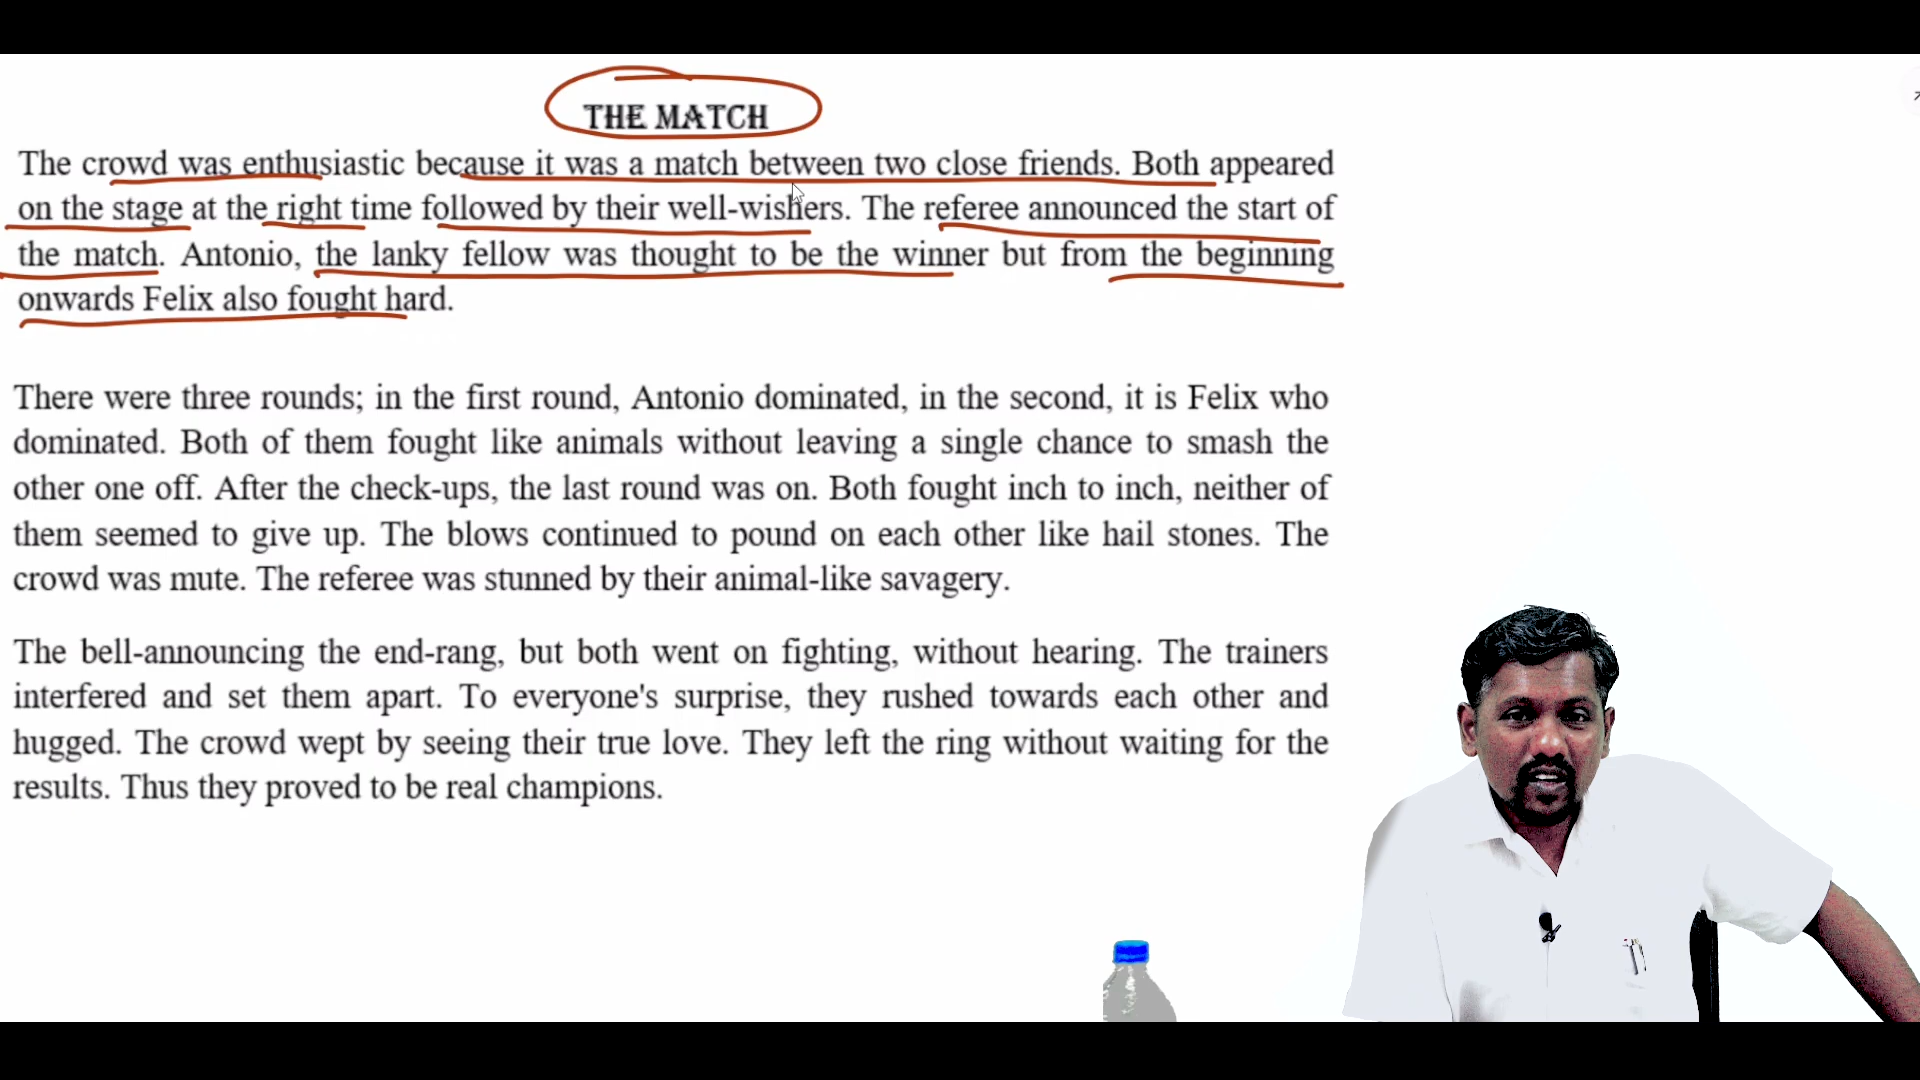 THE MATCH
The crowd was enthusiastic because it was a match between two close friends. Both appeared
on the stage at the right time followed by their well-wishers. The referee announced the start of
the match. Antonio, the lanky fellow was thought to be the winner but from the beginning
onwards Felix also fought hard.
There were three rounds; in the first round, Antonio dominated, in the second, it is Felix who
dominated. Both of them fought like animals without leaving a single chance to smash the
other one off. After the check-ups, the last round was on. Both fought inch to inch, neither of
them seemed to give up. The blows continued to pound on each other like hail stones. The
crowd was mute. The referee was stunned by their animal-like savagery.
The bell-announcing the end-rang, but both went on fighting, without hearing. The trainers
interfered and set them apart. To everyone's surprise, they rushed towards each other and
hugged. The crowd wept by seeing their true love. They left the ring without waiting for the
results. Thus they proved to be real champions.